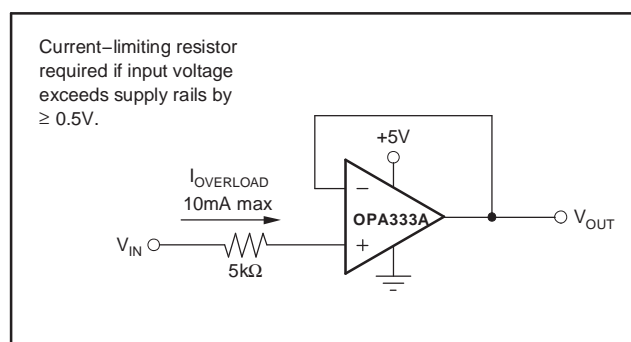 Current−limiting resistor
required if input voltage
exceeds supply rails by
≥ 0.5V.
+5V
I_OVERLOAD
10mA max
−
OPA333A
V_OUT
V_IN
+
5kΩ